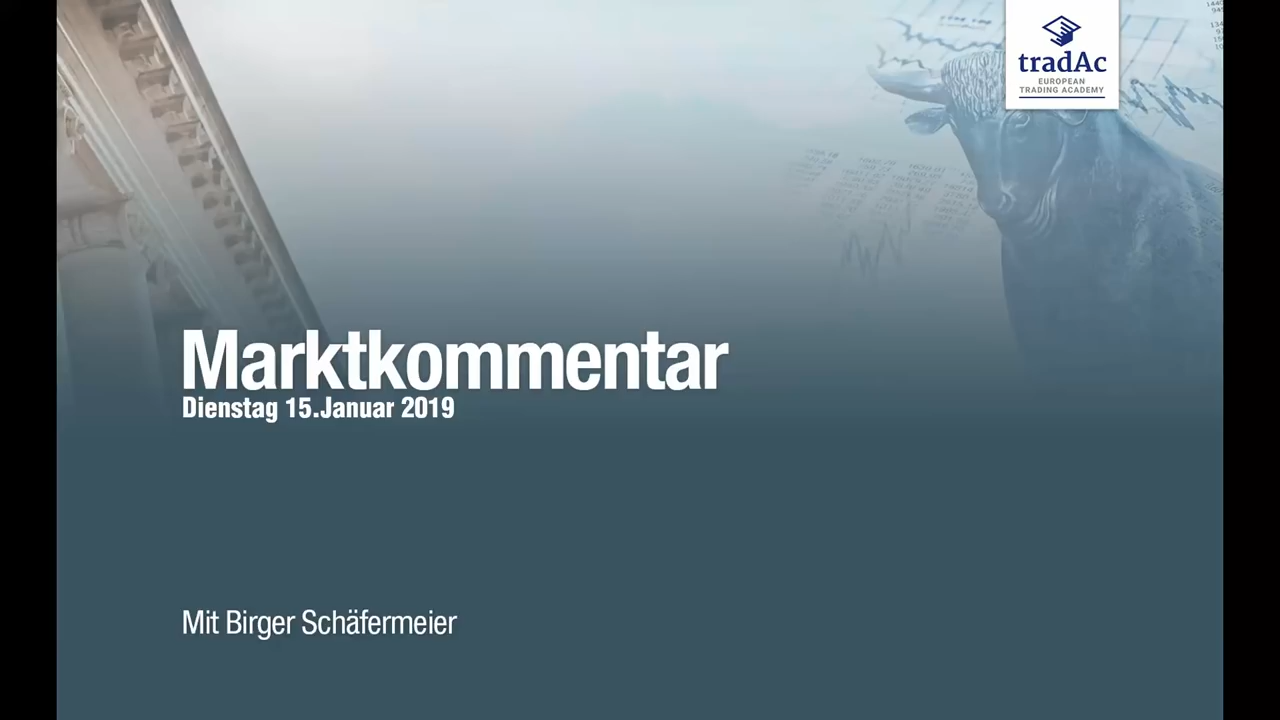 tradAc
EUROPEAN
TRADING ACADEMY
Marktkommentar
Dienstag 15.Januar 2019
Mit Birger Schäfermeier